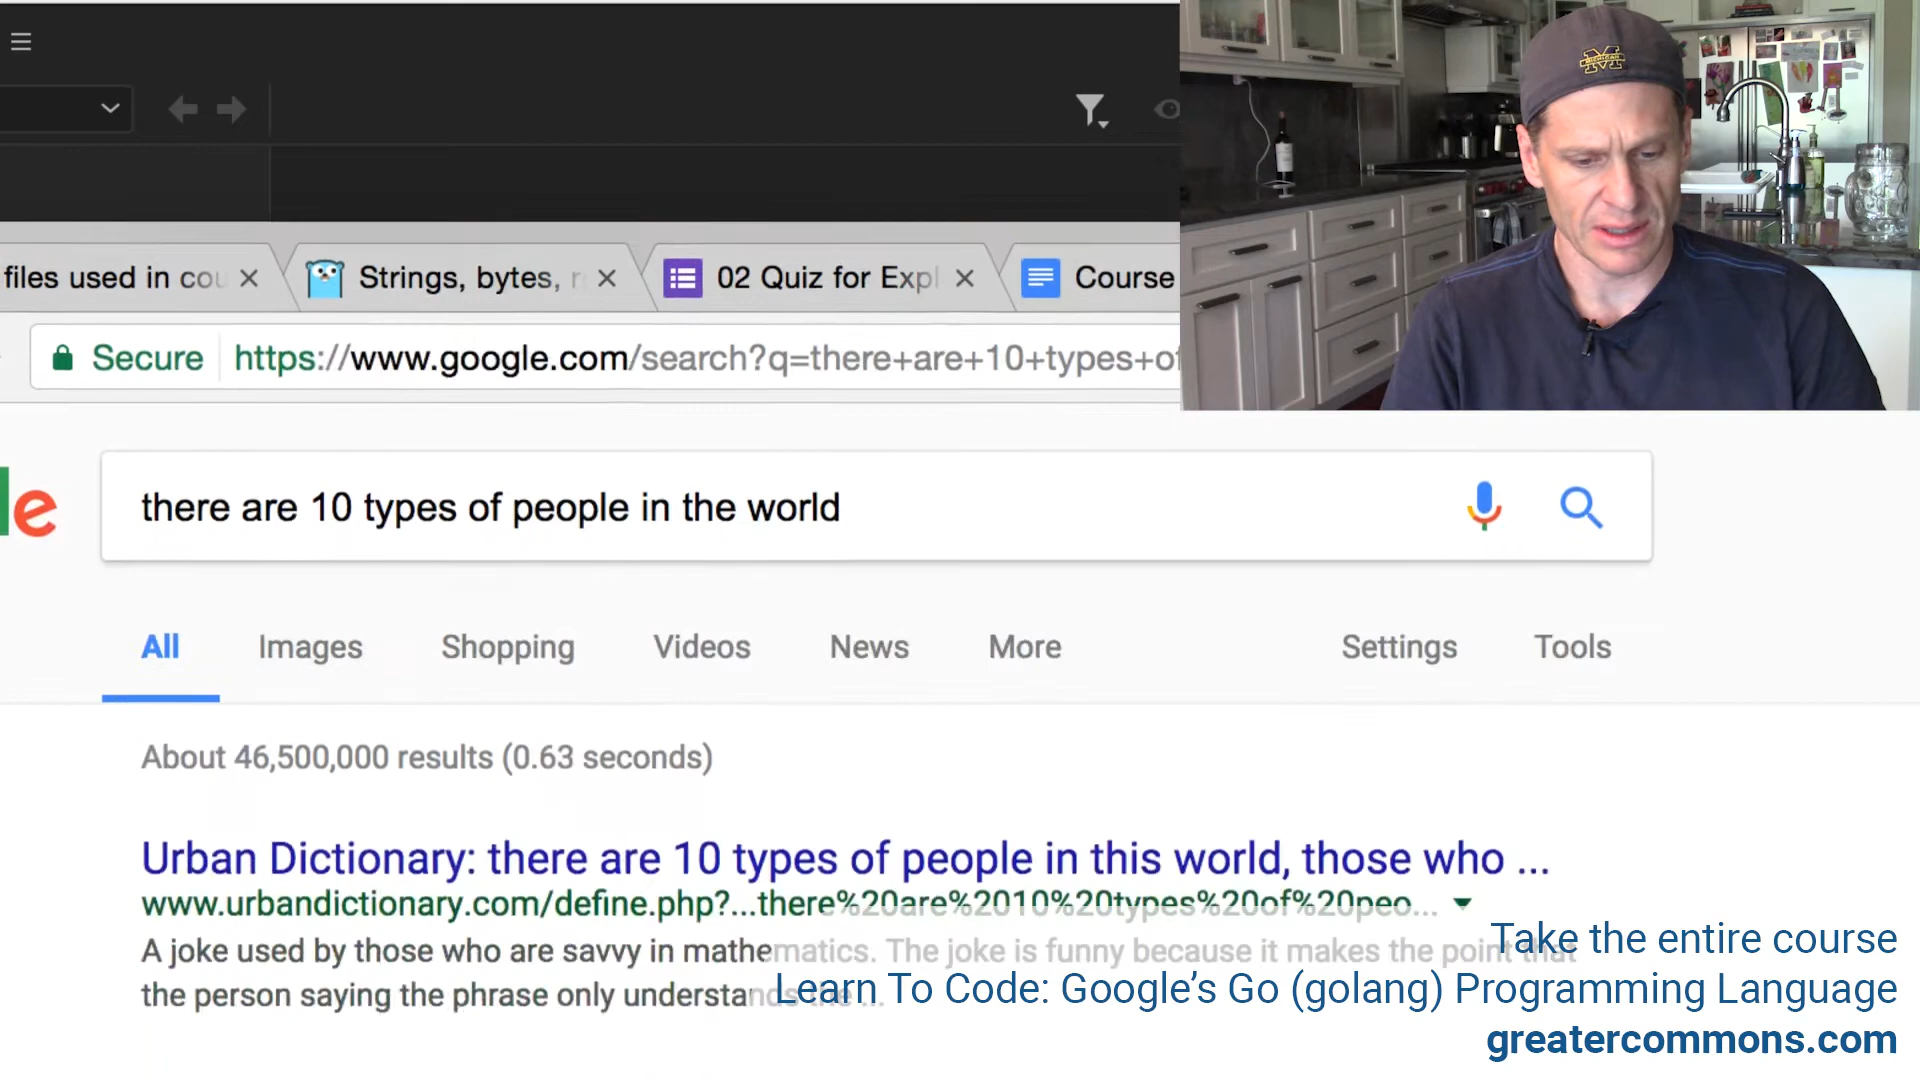 files used in cou
Strings, bytes, r
02 Quiz for Expl
Course
Secure
https://www.google.com/search?q=there+are+10+types+of
le
there are 10 types of people in the world
All
Images
Shopping
Videos
News
More
Settings
Tools
About 46,500,000 results (0.63 seconds)
Urban Dictionary: there are 10 types of people in this world, those who ...
www.urbandictionary.com/define.php?...there%20are%2010%20types%20of%20peo...
A joke used by those who are savvy in mathematics. The joke is funny because it makes the point that
the person saying the phrase only understands the ...
Take the entire course
Learn To Code: Google’s Go (golang) Programming Language
greatercommons.com
M
MICHIGAN